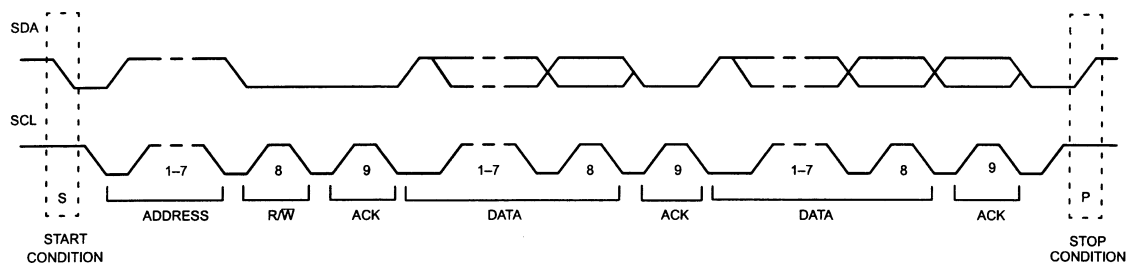 SDA
SCL
1–7 8 9 1–7 8 9 1–7 8 9
S P
ADDRESS R/W̅ ACK DATA ACK DATA ACK
START
CONDITION
STOP
CONDITION